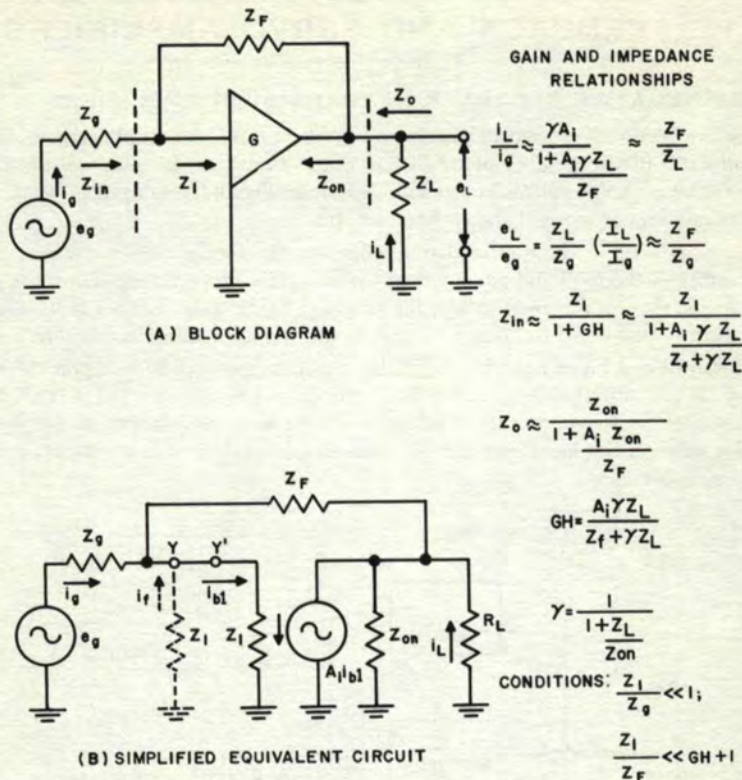 Z_F
GAIN AND IMPEDANCE
RELATIONSHIPS
Z_g
G
Z_o
i_g
Z_in
Z_1
Z_on
Z_L
e_L
e_g
i_L
i_L/i_g ≈ γA_i/(1+A_iγZ_L/Z_F) ≈ Z_F/Z_L
e_L/e_g = Z_L/Z_g (I_L/I_g) ≈ Z_F/Z_g
(A) BLOCK DIAGRAM
Z_in ≈ Z_1/(1+GH) ≈ Z_1/(1+A_i γ Z_L/(Z_f+γZ_L))
Z_o ≈ Z_on/(1+A_i Z_on/Z_F)
GH = A_iγZ_L/(Z_f+γZ_L)
γ = 1/(1+Z_L/Zon)
CONDITIONS: Z_1/Z_g <<1;
Z_1/Z_F << GH+1
Z_F
Z_g
Y
Y'
i_g
i_f
i_b1
e_g
Z_1
Z_1
A_1i_b1
Z_on
i_L
R_L
(B) SIMPLIFIED EQUIVALENT CIRCUIT